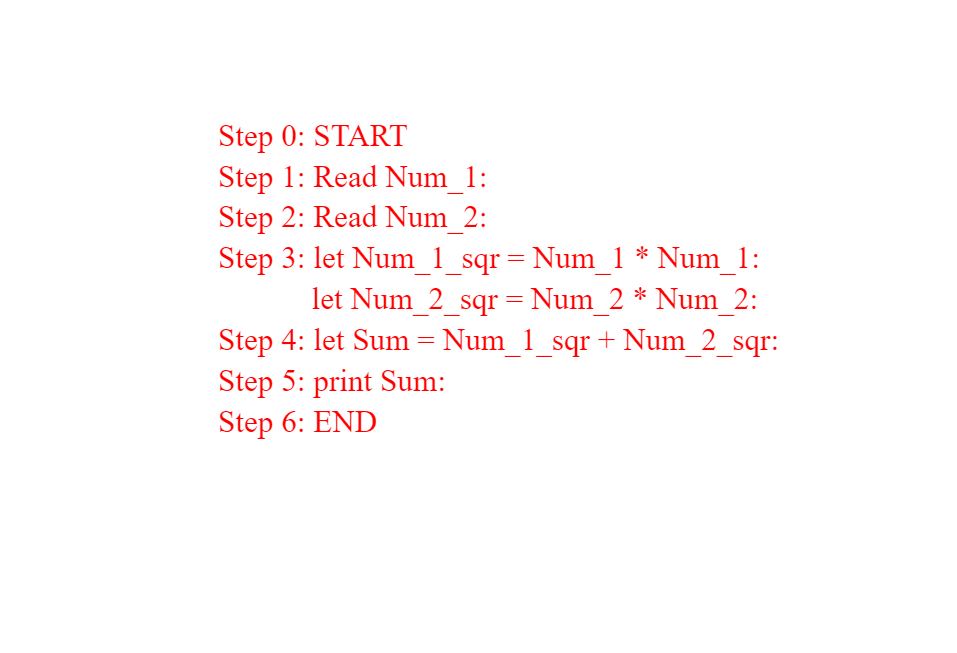 Step 0: START
Step 1: Read Num_1:
Step 2: Read Num_2:
Step 3: let Num_1_sqr = Num_1 * Num_1:
let Num_2_sqr = Num_2 * Num_2:
Step 4: let Sum = Num_1_sqr + Num_2_sqr:
Step 5: print Sum:
Step 6: END